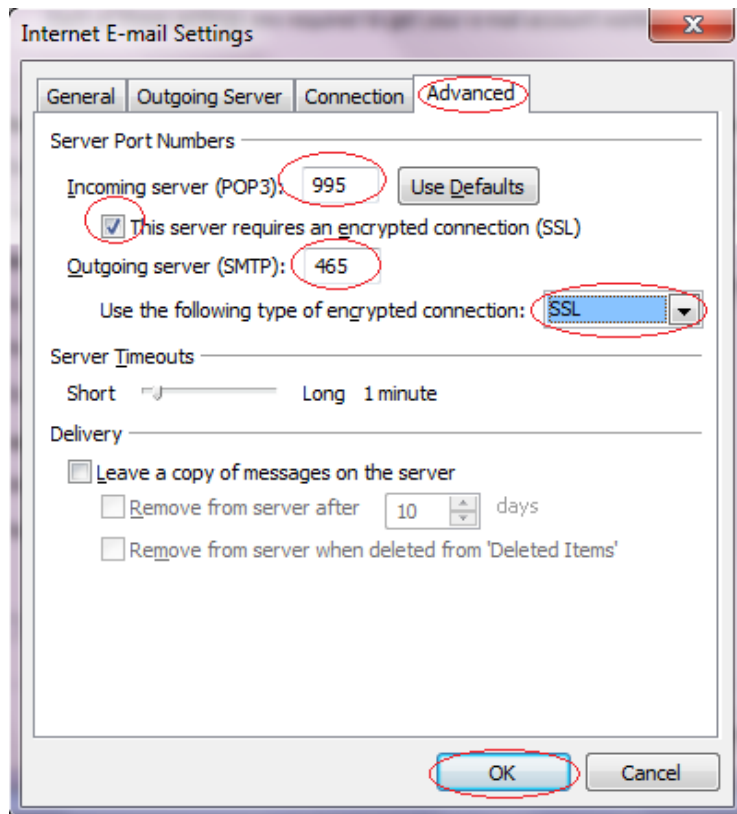 Internet E-mail Settings
General Outgoing Server Connection Advanced
Server Port Numbers
Incoming server (POP3): 995 Use Defaults
This server requires an encrypted connection (SSL)
Outgoing server (SMTP): 465
Use the following type of encrypted connection: SSL
Server Timeouts
Short Long 1 minute
Delivery
Leave a copy of messages on the server
Remove from server after 10 days
Remove from server when deleted from 'Deleted Items'
OK Cancel